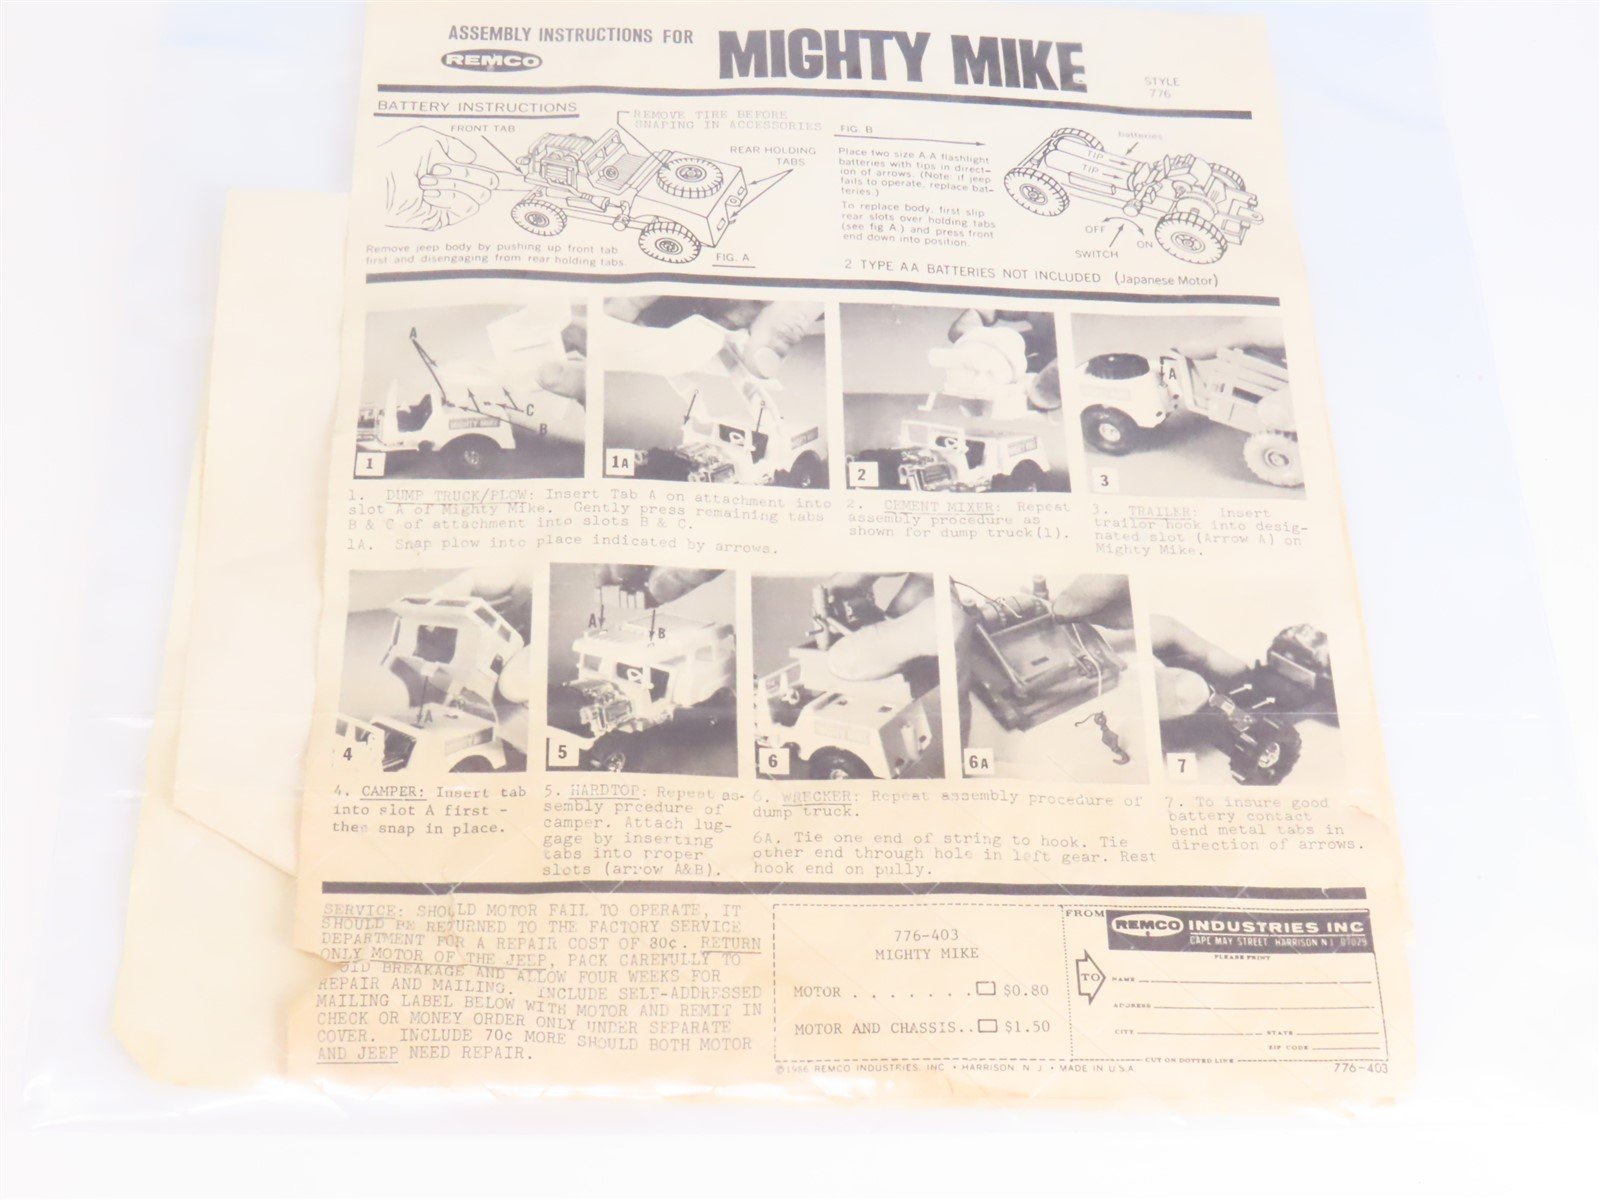 ASSEMBLY INSTRUCTIONS FOR MIGHTY MIKE
REMCO
STYLE
776
BATTERY INSTRUCTIONS
FRONT TAB
REMOVE TIRE BEFORE
SNAPING IN ACCESSORIES
REAR HOLDING
TABS
Remove jeep body by pushing up front tab
first and disengaging from rear holding tabs.
FIG. A
FIG. B
Place two size A.A flashlight
batteries with tips in direct-
ion of arrows. (Note: if jeep
fails to operate, replace bat-
teries.)
To replace body, first slip
rear slots over holding tabs
(see fig A.) and press front
end down into position.
batteries
TIP
TIP
OFF
ON
SWITCH
2 TYPE AA BATTERIES NOT INCLUDED (Japanese Motor)
A
C
B
MIGHTY MIKE
1
1A
2
A
3
1. DUMP TRUCK/PLOW: Insert Tab A on attachment into
slot A of Mighty Mike. Gently press remaining tabs
B & C of attachment into slots B & C.
1A. Snap plow into place indicated by arrows.
2. CEMENT MIXER: Repeat
assembly procedure as
shown for dump truck(1).
3. TRAILER: Insert
trailor hook into desig-
nated slot (Arrow A) on
Mighty Mike.
A
4
A
B
5
6
6A
7
4. CAMPER: Insert tab
into slot A first -
then snap in place.
5. HARDTOP: Repeat as-
sembly prcedure of
camper. Attach lug-
gage by inserting
tabs into proper
slots (arrow A&B).
6. WRECKER: Repeat assembly procedure of
dump truck.
6A. Tie one end of string to hook. Tie
other end through hole in left gear. Rest
hook end on pully.
7. To insure good
battery contact
bend metal tabs in
direction of arrows.
SERVICE: SHOULD MOTOR FAIL TO OPERATE, IT
SHOULD BE RETURNED TO THE FACTORY SERVICE
DEPARTMENT FOR A REPAIR COST OF 80¢. RETURN
ONLY MOTOR OF THE JEEP, PACK CAREFULLY TO
OID BREAKAGE AND ALLOW FOUR WEEKS FOR
REPAIR AND MAILING. INCLUDE SELF-ADDRESSED
MAILING LABEL BELOW WITH MOTOR AND REMIT IN
CHECK OR MONEY ORDER ONLY UNDER SEPARATE
COVER. INCLUDE 70¢ MORE SHOULD BOTH MOTOR
AND JEEP NEED REPAIR.
776-403
MIGHTY MIKE
MOTOR . . . . . . . $0.80
MOTOR AND CHASSIS.. $1.50
FROM
REMCO INDUSTRIES INC
CAPE MAY STREET HARRISON N J 07029
PLEASE PRINT
TO
NAME
ADDRESS
CITY STATE
ZIP CODE
CUT ON DOTTED LINE
©1966 REMCO INDUSTRIES, INC • HARRISON N. J. • MADE IN U.S.A
776-403